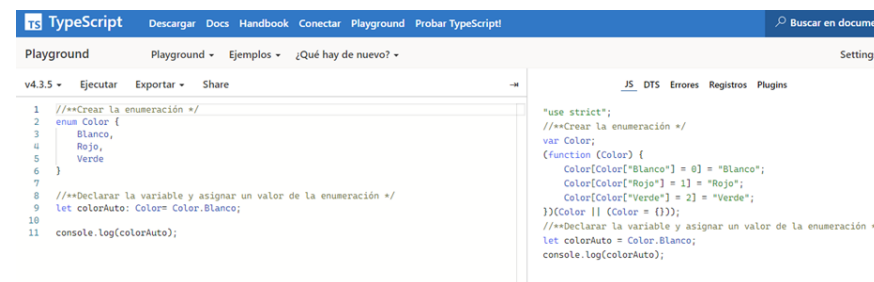 TS TypeScript Descargar Docs Handbook Conectar Playground Probar TypeScript! Buscar en docume
Playground Playground Ejemplos ¿Qué hay de nuevo? Setting
v4.3.5 Ejecutar Exportar Share JS DTS Errores Registros Plugins
1 //**Crear la enumeración */
2 enum Color {
3 Blanco,
4 Rojo,
5 Verde
6 }
7
8 //**Declarar la variable y asignar un valor de la enumeración */
9 let colorAuto: Color= Color.Blanco;
10
11 console.log(colorAuto);
"use strict";
//**Crear la enumeración */
var Color;
(function (Color) {
Color[Color["Blanco"] = 0] = "Blanco";
Color[Color["Rojo"] = 1] = "Rojo";
Color[Color["Verde"] = 2] = "Verde";
})(Color || (Color = {}));
//**Declarar la variable y asignar un valor de la enumeración *
let colorAuto = Color.Blanco;
console.log(colorAuto);